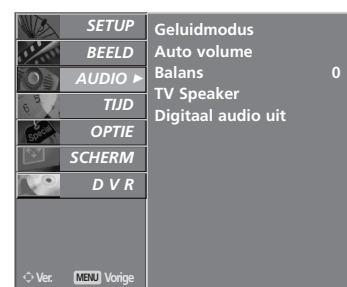 SETUP
BEELD
AUDIO ►
TIJD
OPTIE
SCHERM
D V R
Geluidmodus
Auto volume
Balans 0
TV Speaker
Digitaal audio uit
Special
Ver. MENU Vorige